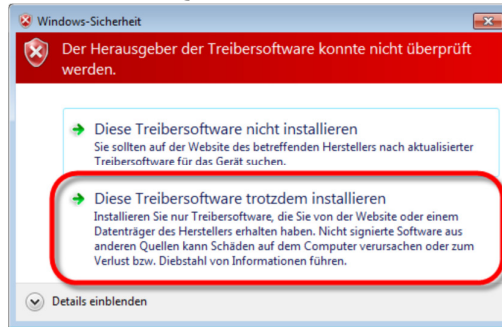 Windows-Sicherheit
Der Herausgeber der Treibersoftware konnte nicht überprüft
werden.
Diese Treibersoftware nicht installieren
Sie sollten auf der Website des betreffenden Herstellers nach aktualisierter
Treibersoftware für das Gerät suchen.
Diese Treibersoftware trotzdem installieren
Installieren Sie nur Treibersoftware, die Sie von der Website oder einem
Datenträger des Herstellers erhalten haben. Nicht signierte Software aus
anderen Quellen kann Schäden auf dem Computer verursachen oder zum
Verlust bzw. Diebstahl von Informationen führen.
Details einblenden